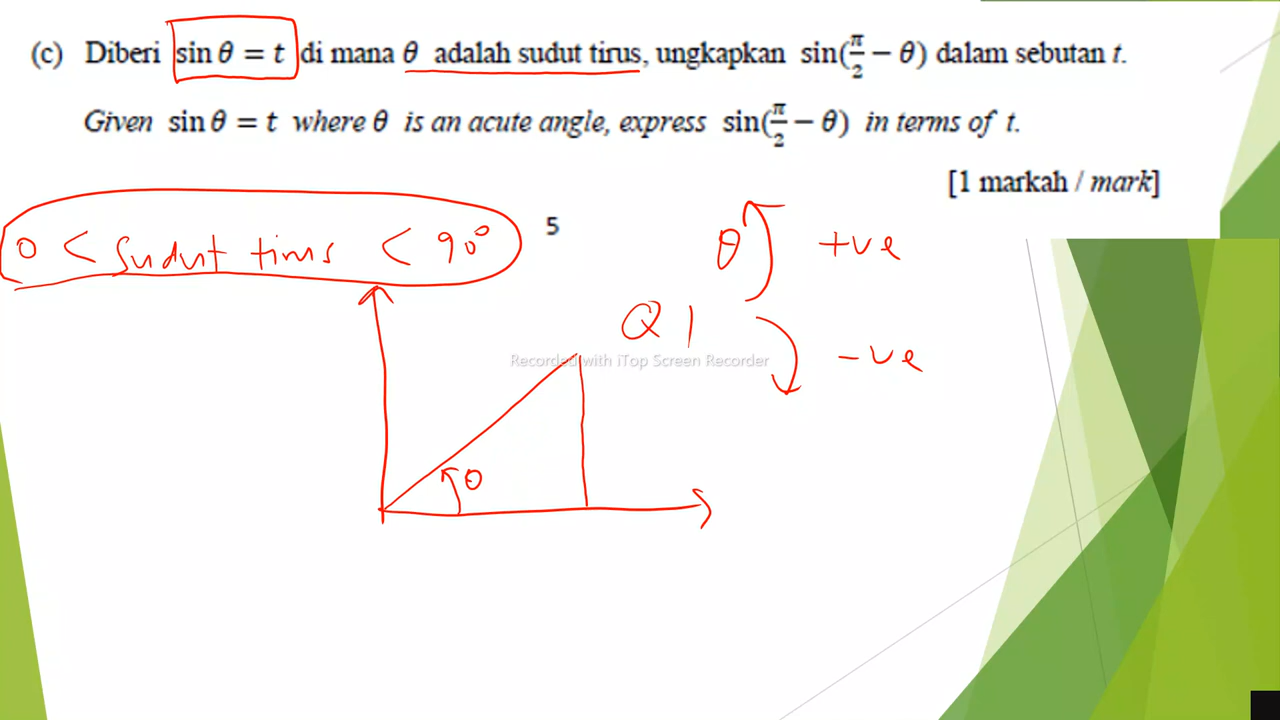 (c) Diberi sin θ = t di mana θ adalah sudut tirus, ungkapkan sin(π/2 − θ) dalam sebutan t.
Given sin θ = t where θ is an acute angle, express sin(π/2 − θ) in terms of t.
[1 markah / mark]
5
0 < sudut tirus < 90°
θ +ve
Q1
Recorded with iTop Screen Recorder
-ve
θ